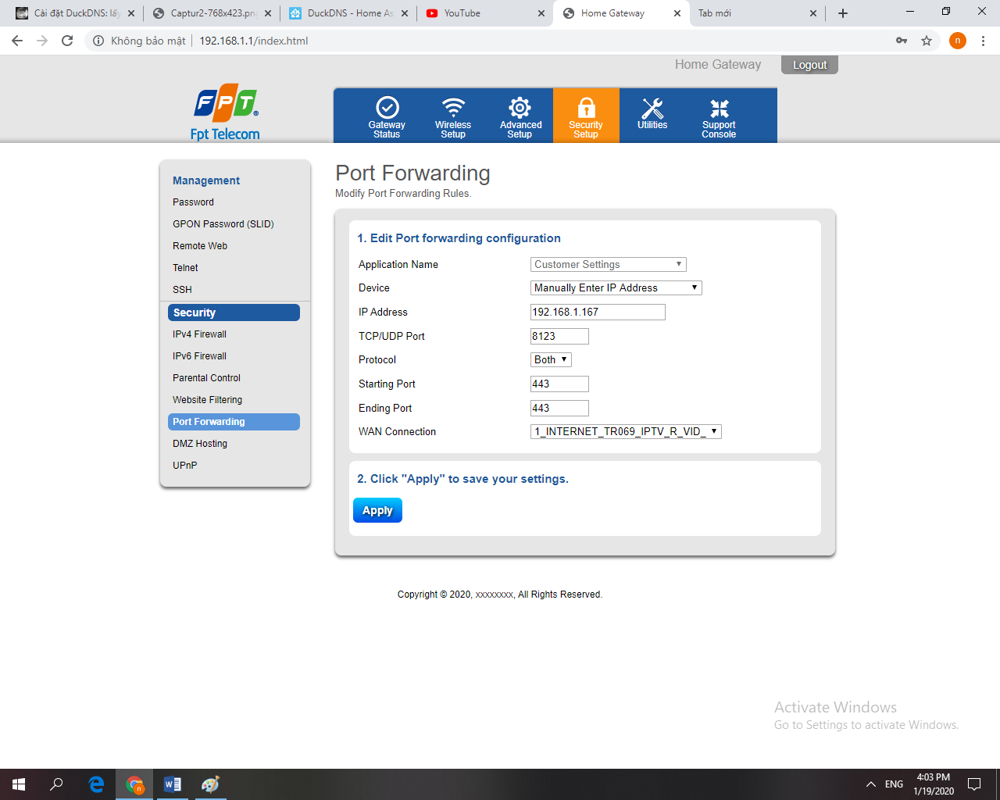 Cài đặt DuckDNS: lấy
Captur2-768x423.png
DuckDNS - Home As
YouTube
Home Gateway
Tab mới
Không bảo mật
192.168.1.1/index.html
n
Home Gateway
Logout
FPT
Fpt Telecom
Gateway Status
Wireless Setup
Advanced Setup
Security Setup
Utilities
Support Console
Management
Password
GPON Password (SLID)
Remote Web
Telnet
SSH
Security
IPv4 Firewall
IPv6 Firewall
Parental Control
Website Filtering
Port Forwarding
DMZ Hosting
UPnP
Port Forwarding
Modify Port Forwarding Rules.
1. Edit Port forwarding configuration
Application Name Customer Settings
Device Manually Enter IP Address
IP Address 192.168.1.167
TCP/UDP Port 8123
Protocol Both
Starting Port 443
Ending Port 443
WAN Connection 1_INTERNET_TR069_IPTV_R_VID_
2. Click "Apply" to save your settings.
Apply
Copyright © 2020, xxxxxxxx, All Rights Reserved.
Activate Windows
Go to Settings to activate Windows.
n
ENG
4:03 PM
1/19/2020